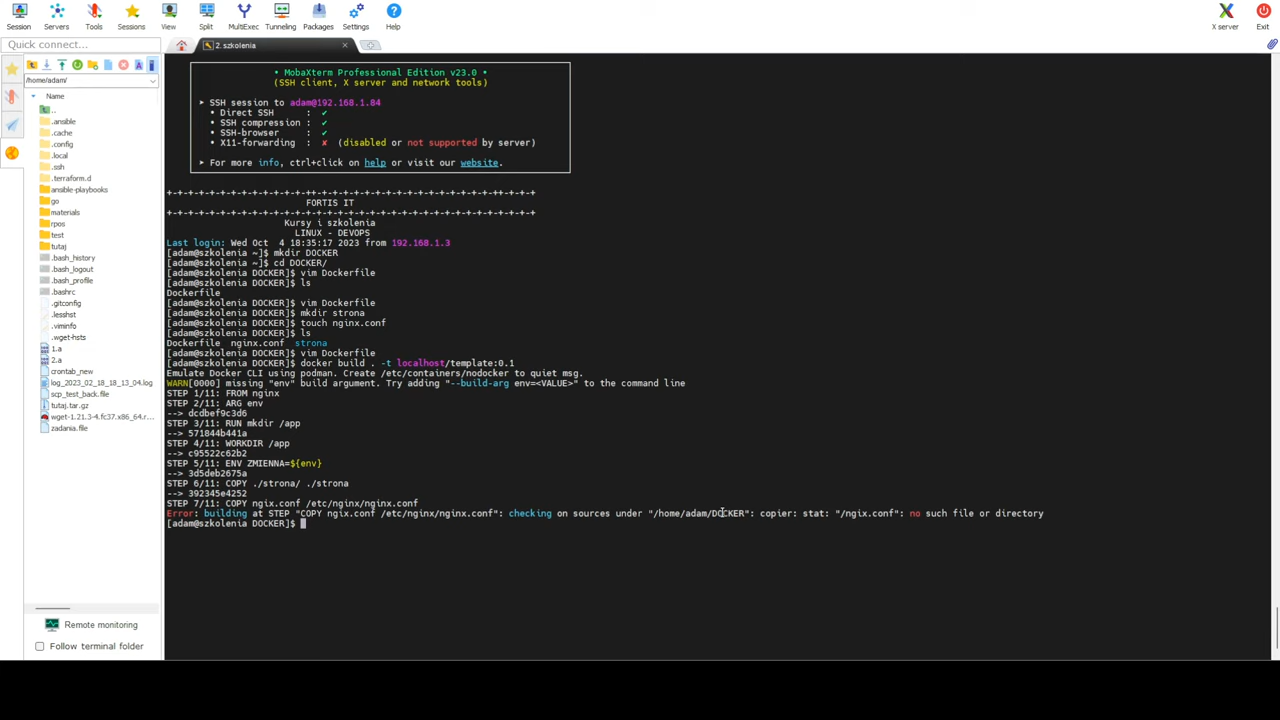 Session Servers Tools Sessions View Split MultiExec Tunneling Packages Settings Help X server Exit
Quick connect...
2. szkolenia
/home/adam/
Name
..
.ansible
.cache
.config
.local
.ssh
.terraform.d
ansible-playbooks
go
materials
rpos
test
tutaj
.bash_history
.bash_logout
.bash_profile
.bashrc
.gitconfig
.lesshst
.viminfo
.wget-hsts
1.a
2.a
crontab_new
log_2023_02_18_18_13_04.log
scp_test_back.file
tutaj.tar.gz
wget-1.21.3-4.fc37.x86_64.r...
zadania.file
Remote monitoring
Follow terminal folder
• MobaXterm Professional Edition v23.0 •
(SSH client, X server and network tools)
➤ SSH session to adam@192.168.1.84
• Direct SSH : ✔
• SSH compression : ✔
• SSH-browser : ✔
• X11-forwarding : ✘ (disabled or not supported by server)
➤ For more info, ctrl+click on help or visit our website.
+-+-+-+-+-+-+-+-+-+-++-+-+-+-+-+-+-+-+-+-+-+-++-+
FORTIS IT
+-+-+-+-+-+-+-+-+-+-++-+-+-+-+-+-+-+-+-+-+-+-++-+
Kursy i szkolenia
LINUX - DEVOPS
Last login: Wed Oct  4 18:35:17 2023 from 192.168.1.3
[adam@szkolenia ~]$ mkdir DOCKER
[adam@szkolenia ~]$ cd DOCKER/
[adam@szkolenia DOCKER]$ vim Dockerfile
[adam@szkolenia DOCKER]$ ls
Dockerfile
[adam@szkolenia DOCKER]$ vim Dockerfile
[adam@szkolenia DOCKER]$ mkdir strona
[adam@szkolenia DOCKER]$ touch nginx.conf
[adam@szkolenia DOCKER]$ ls
Dockerfile  nginx.conf  strona
[adam@szkolenia DOCKER]$ vim Dockerfile
[adam@szkolenia DOCKER]$ docker build . -t localhost/template:0.1
Emulate Docker CLI using podman. Create /etc/containers/nodocker to quiet msg.
WARN[0000] missing "env" build argument. Try adding "--build-arg env=<VALUE>" to the command line
STEP 1/11: FROM nginx
STEP 2/11: ARG env
--> dcdbef9c3d6
STEP 3/11: RUN mkdir /app
--> 571844b441a
STEP 4/11: WORKDIR /app
--> c95522c62b2
STEP 5/11: ENV ZMIENNA=${env}
--> 3d5deb2675a
STEP 6/11: COPY ./strona/ ./strona
--> 392345e4252
STEP 7/11: COPY ngix.conf /etc/nginx/nginx.conf
Error: building at STEP "COPY ngix.conf /etc/nginx/nginx.conf": checking on sources under "/home/adam/DOCKER": copier: stat: "/ngix.conf": no such file or directory
[adam@szkolenia DOCKER]$